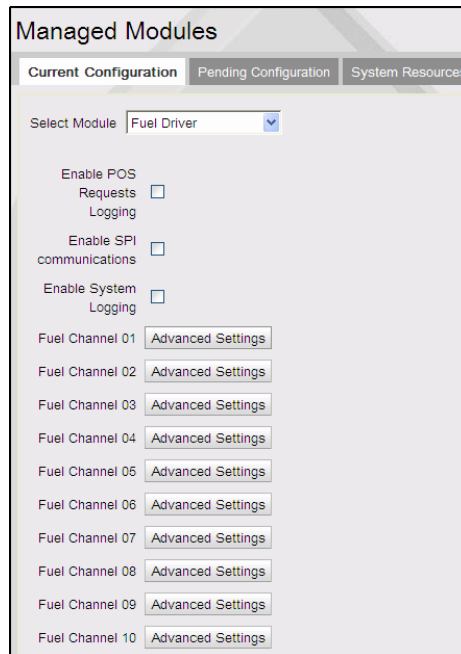 Managed Modules
Current Configuration Pending Configuration System Resources
Select Module Fuel Driver
Enable POS
Requests
Logging
Enable SPI
communications
Enable System
Logging
Fuel Channel 01 Advanced Settings
Fuel Channel 02 Advanced Settings
Fuel Channel 03 Advanced Settings
Fuel Channel 04 Advanced Settings
Fuel Channel 05 Advanced Settings
Fuel Channel 06 Advanced Settings
Fuel Channel 07 Advanced Settings
Fuel Channel 08 Advanced Settings
Fuel Channel 09 Advanced Settings
Fuel Channel 10 Advanced Settings